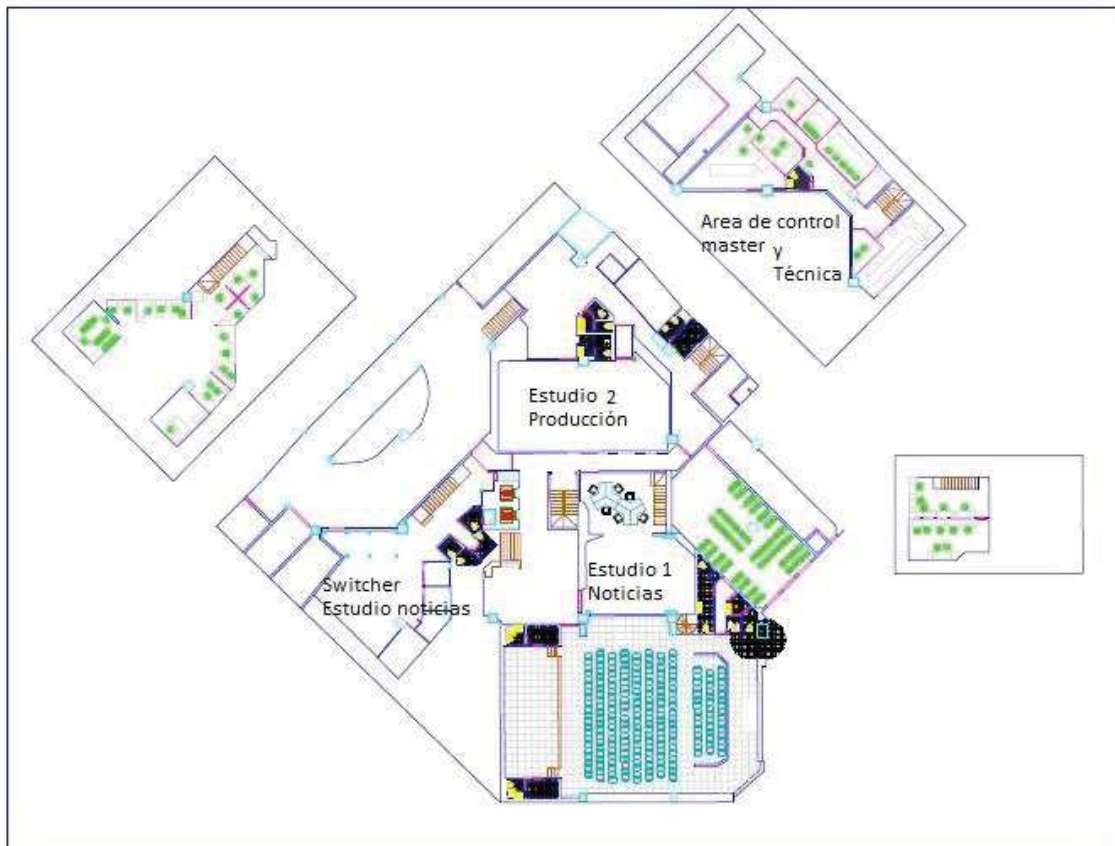 Area de control
master y
Técnica
Estudio 2
Producción
Estudio 1
Noticias
Switcher
Estudio noticias